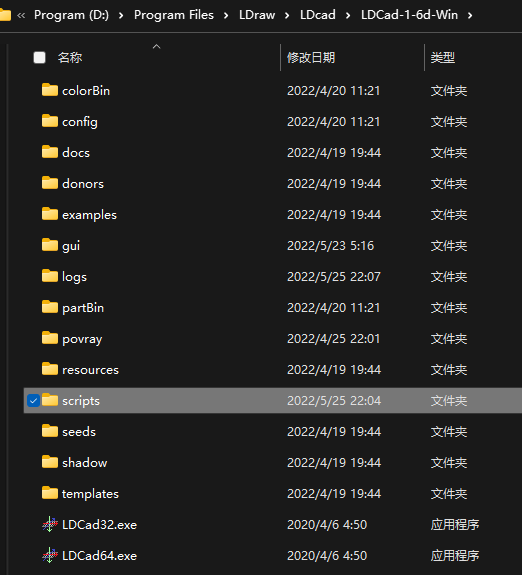 « Program (D:) › Program Files › LDraw › LDcad › LDCad-1-6d-Win ›
名称 修改日期 类型
colorBin 2022/4/20 11:21 文件夹
config 2022/4/20 11:21 文件夹
docs 2022/4/19 19:44 文件夹
donors 2022/4/19 19:44 文件夹
examples 2022/4/19 19:44 文件夹
gui 2022/5/23 5:16 文件夹
logs 2022/5/25 22:07 文件夹
partBin 2022/4/20 11:21 文件夹
povray 2022/4/25 22:01 文件夹
resources 2022/4/19 19:44 文件夹
scripts 2022/5/25 22:04 文件夹
seeds 2022/4/19 19:44 文件夹
shadow 2022/4/19 19:44 文件夹
templates 2022/4/19 19:44 文件夹
LDCad32.exe 2020/4/6 4:50 应用程序
LDCad64.exe 2020/4/6 4:50 应用程序